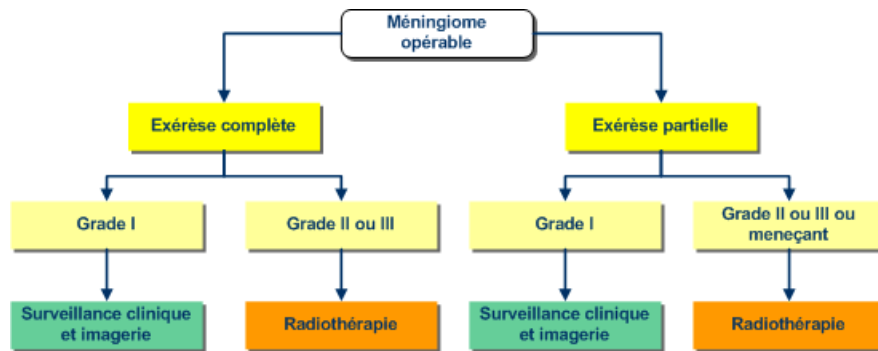 Méningiome
opérable
Exérèse complète
Exérèse partielle
Grade I
Grade II ou III
Grade I
Grade II ou III ou
meneçant
Surveillance clinique
et imagerie
Radiothérapie
Surveillance clinique
et imagerie
Radiothérapie